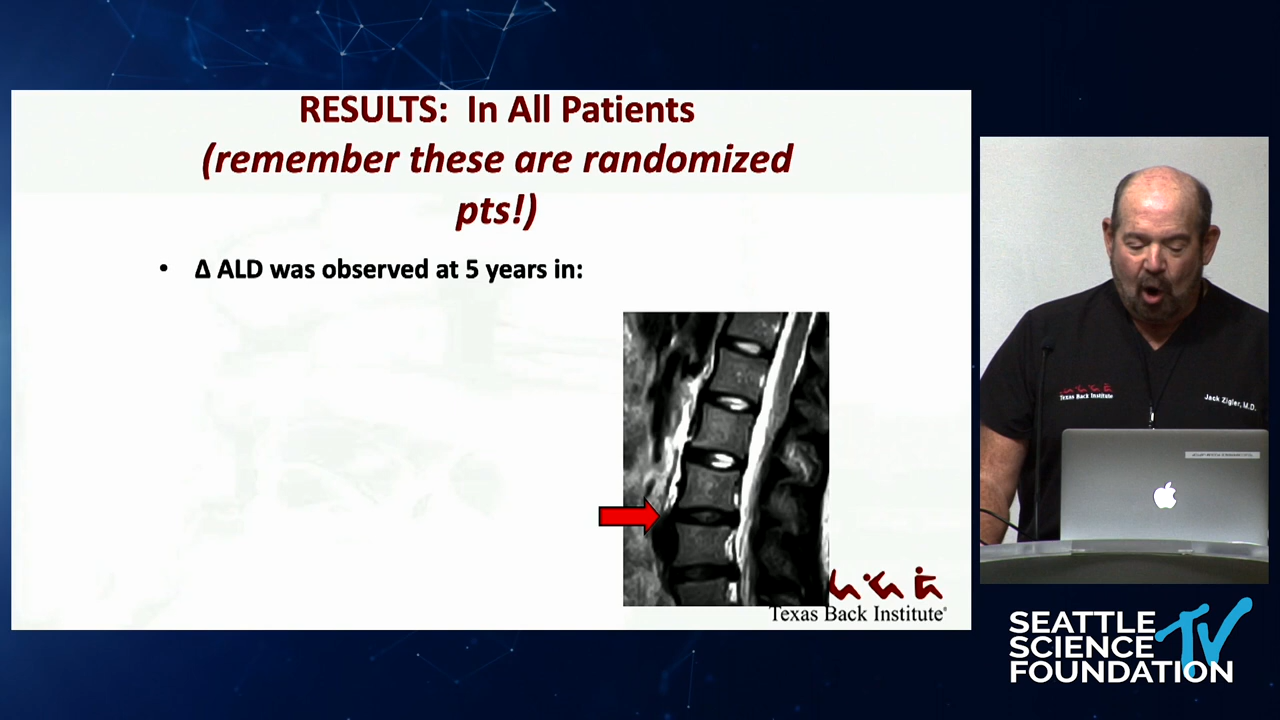 RESULTS: In All Patients
(remember these are randomized
pts!)
• Δ ALD was observed at 5 years in:
Texas Back Institute®
Texas Back Institute
Jack Zigler, M.D.
SEATTLE
SCIENCE
FOUNDATION
TV